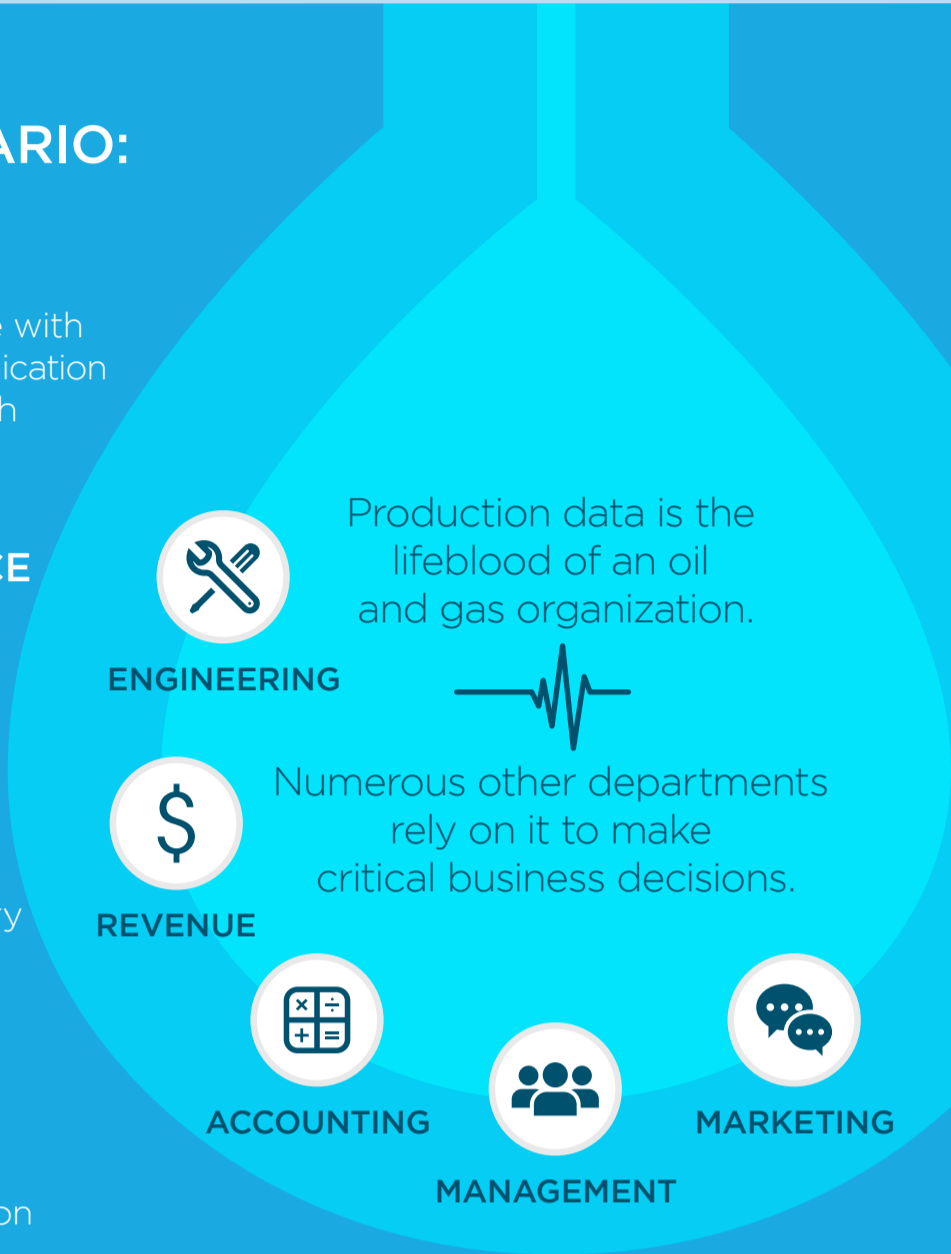 ARIO:
with
ication
h
CE
Production data is the
lifeblood of an oil
and gas organization.
ENGINEERING
Numerous other departments
rely on it to make
critical business decisions.
REVENUE
ry
ACCOUNTING
MARKETING
MANAGEMENT
on